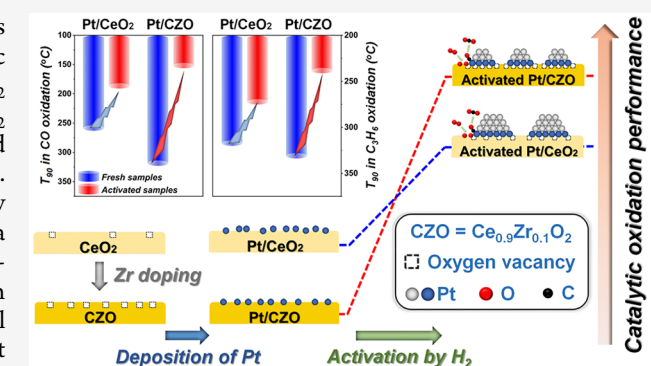 s
c
2
2
d
.
y
a
-
n
l
t
Pt/CeO₂ Pt/CZO Pt/CeO₂ Pt/CZO
T₉₀ in CO oxidation (°C)
100
150
200
250
300
350
Fresh samples
Activated samples
200
250
300
350
T₉₀ in C₃H₆ oxidation (°C)
Activated Pt/CZO
Activated Pt/CeO₂
Catalytic oxidation performance
CeO₂
Pt/CeO₂
Zr doping
CZO
Pt/CZO
CZO = Ce₀.₉Zr₀.₁O₂
Oxygen vacancy
Pt O C
Deposition of Pt
Activation by H₂